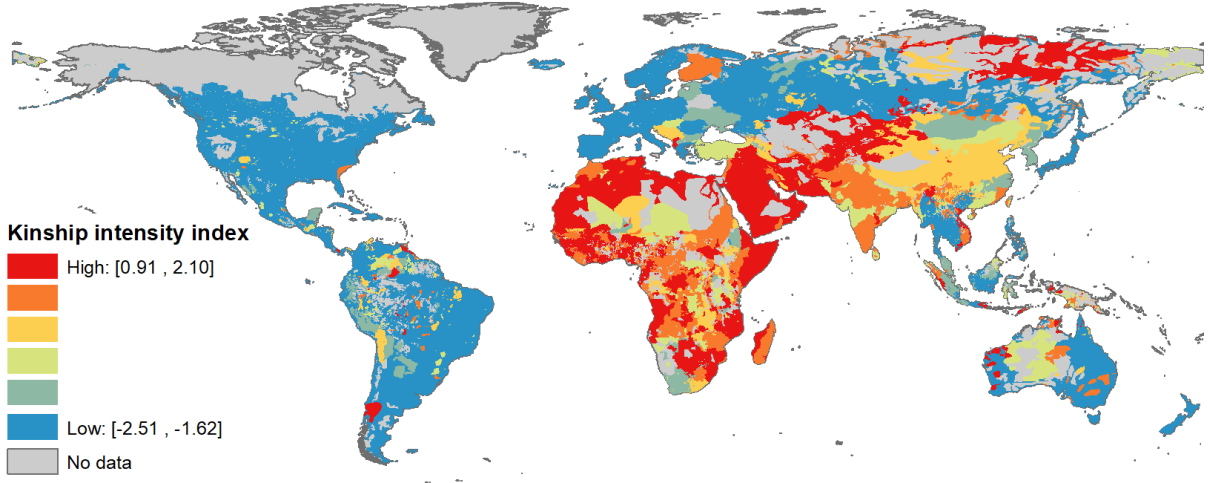 Kinship intensity index
High: [0.91 , 2.10]
Low: [-2.51 , -1.62]
No data